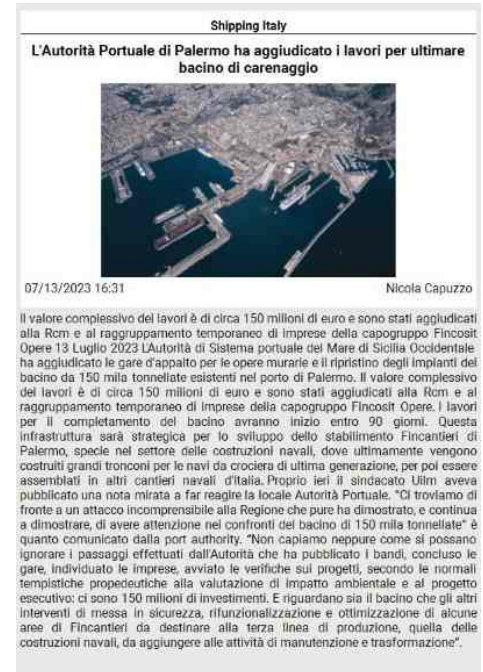 Shipping Italy
L'Autorità Portuale di Palermo ha aggiudicato i lavori per ultimare
bacino di carenaggio
07/13/2023 16:31
Nicola Capuzzo
Il valore complessivo dei lavori è di circa 150 milioni di euro e sono stati aggiudicati
alla Rcm e al raggruppamento temporaneo di imprese della capogruppo Fincosit
Opere 13 Luglio 2023 L'Autorità di Sistema portuale del Mare di Sicilia Occidentale
ha aggiudicato le gare d'appalto per le opere murarie e il ripristino degli impianti del
bacino da 150 mila tonnellate esistenti nel porto di Palermo. Il valore complessivo
dei lavori è di circa 150 milioni di euro e sono stati aggiudicati alla Rcm e al
raggruppamento temporaneo di imprese della capogruppo Fincosit Opere. I lavori
per il completamento del bacino avranno inizio entro 90 giorni. Questa
infrastruttura sarà strategica per lo sviluppo dello stabilimento Fincantieri di
Palermo, specie nel settore delle costruzioni navali, dove ultimamente vengono
costruiti grandi tronconi per le navi da crociera di ultima generazione, per poi essere
assemblati in altri cantieri navali d'Italia. Proprio ieri il sindacato Uilm aveva
pubblicato una nota mirata a far reagire la locale Autorità Portuale. "Ci troviamo di
fronte a un attacco incomprensibile alla Regione che pure ha dimostrato, e continua
a dimostrare, di avere attenzione nei confronti del bacino di 150 mila tonnellate" è
quanto comunicato dalla port authority. "Non capiamo neppure come si possano
ignorare i passaggi effettuati dall'Autorità che ha pubblicato i bandi, concluso le
gare, individuato le imprese, avviato le verifiche sui progetti, secondo le normali
tempistiche propedeutiche alla valutazione di impatto ambientale e al progetto
esecutivo: ci sono 150 milioni di investimenti. E riguardano sia il bacino che gli altri
interventi di messa in sicurezza, rifunzionalizzazione e ottimizzazione di alcune
aree di Fincantieri da destinare alla terza linea di produzione, quella delle
costruzioni navali, da aggiungere alle attività di manutenzione e trasformazione".